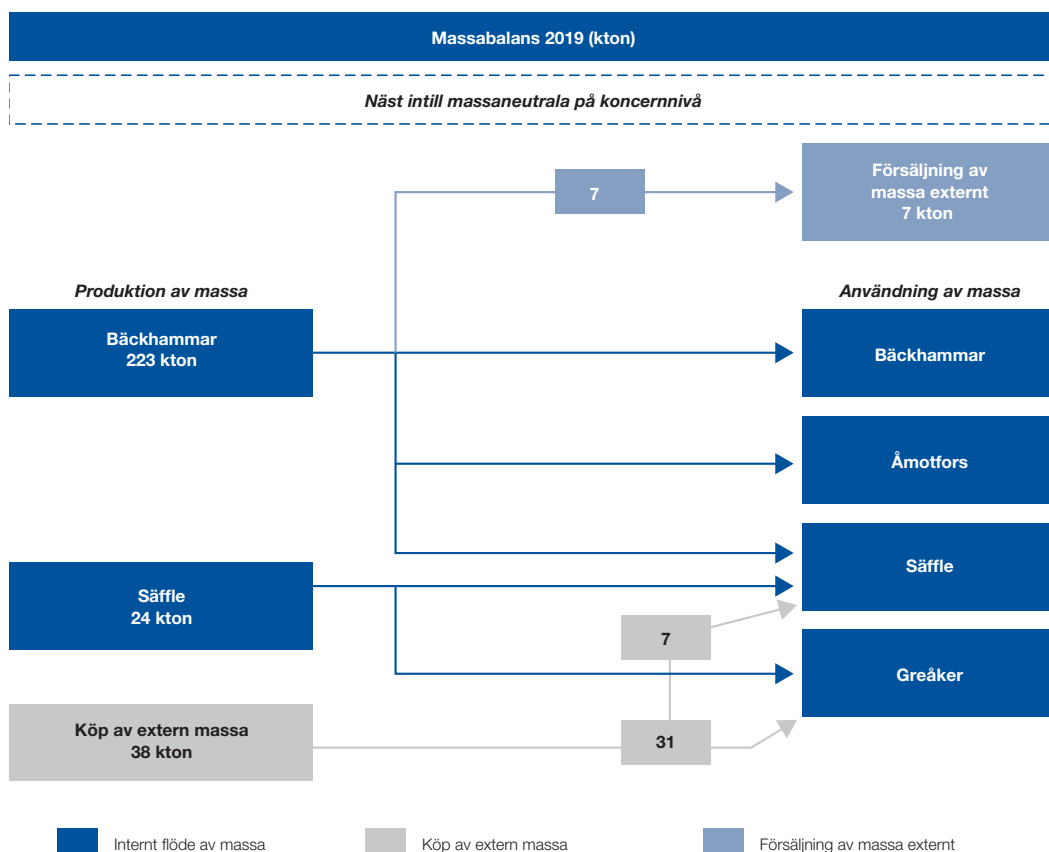 Massabalans 2019 (kton)
Näst intill massaneutrala på koncernnivå
7
Försäljning av
massa externt
7 kton
Produktion av massa
Användning av massa
Bäckhammar
223 kton
Bäckhammar
Åmotfors
Säffle
24 kton
Säffle
7
Greåker
Köp av extern massa
38 kton
31
Internt flöde av massa
Köp av extern massa
Försäljning av massa externt